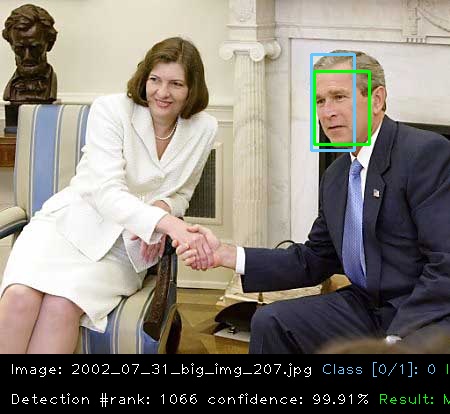 Image: 2002_07_31_big_img_207.jpg Class [0/1]: 0
Detection #rank: 1066 confidence: 99.91% Result: